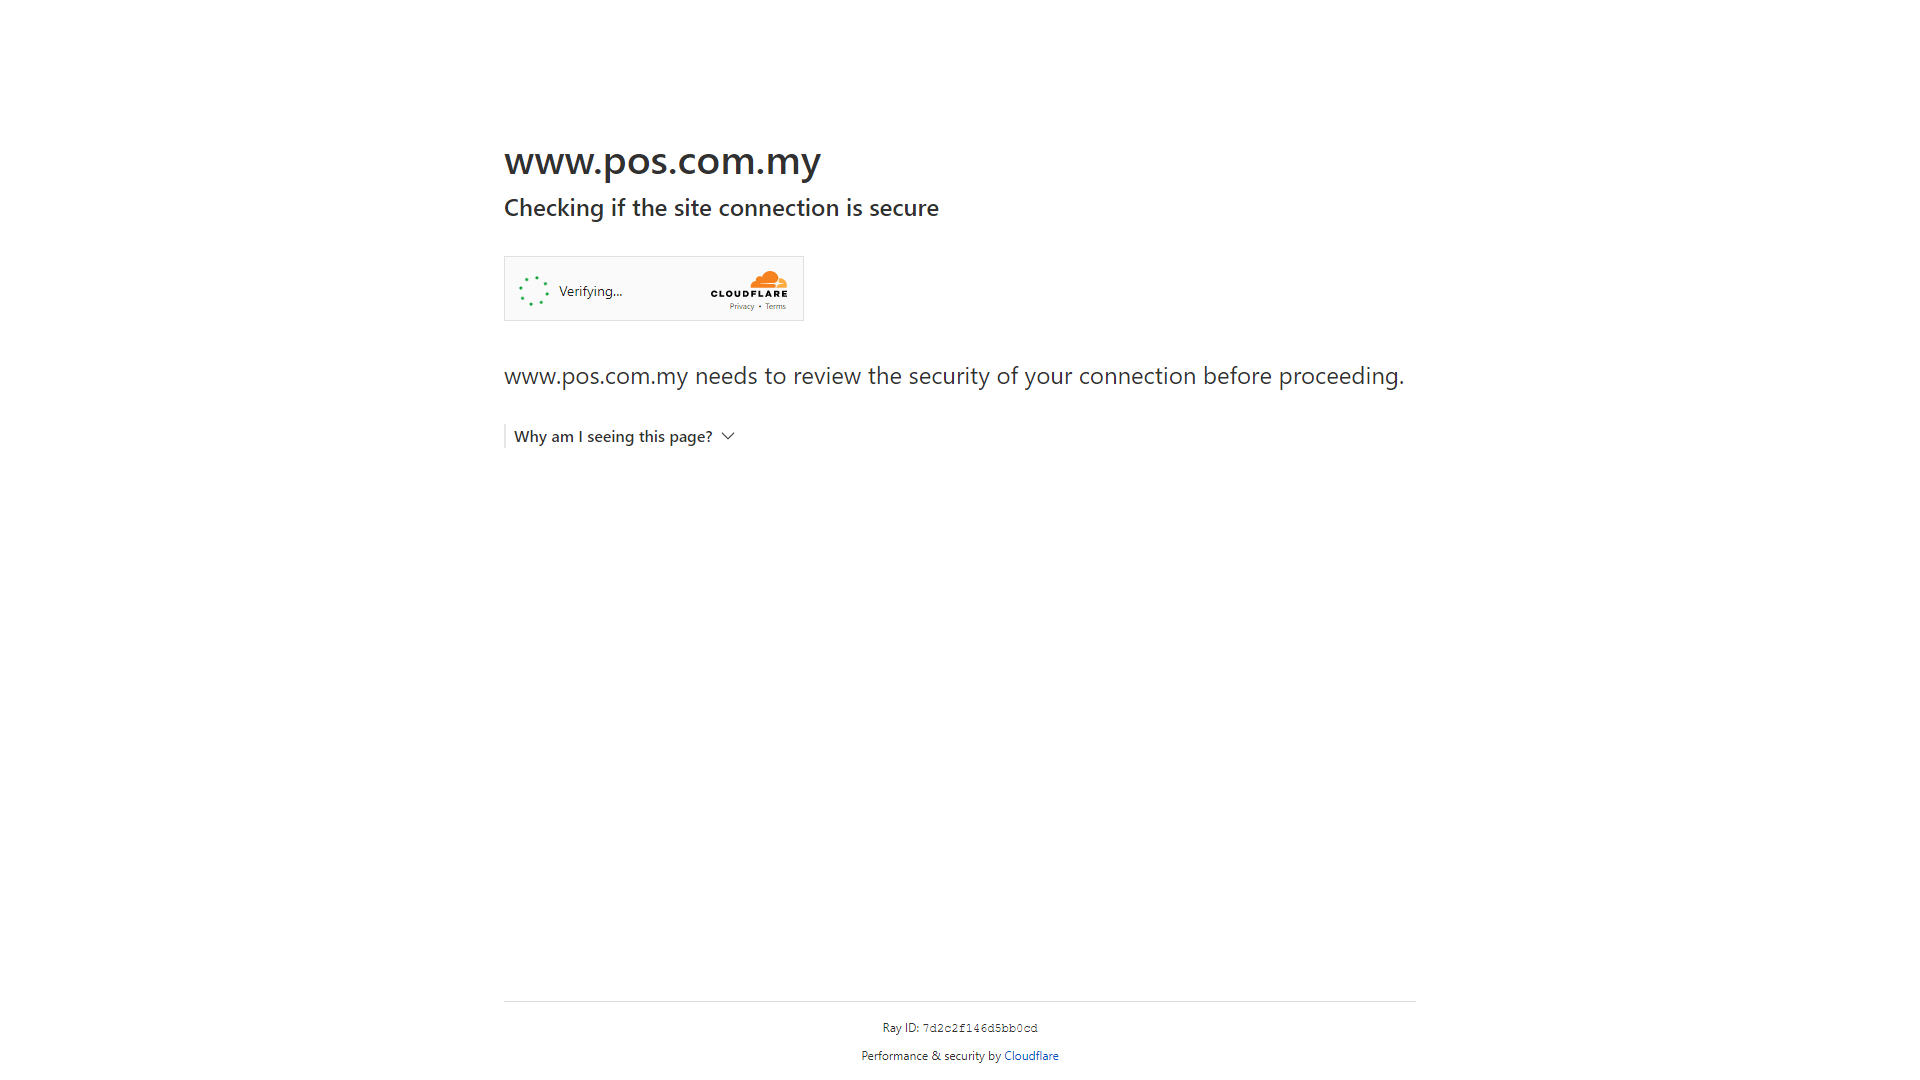 www.pos.com.my
Checking if the site connection is secure
Verifying...
CLOUDFLARE
Privacy • Terms
www.pos.com.my needs to review the security of your connection before proceeding.
Why am I seeing this page?
Ray ID: 7d2c2f146d5bb0cd
Performance & security by Cloudflare